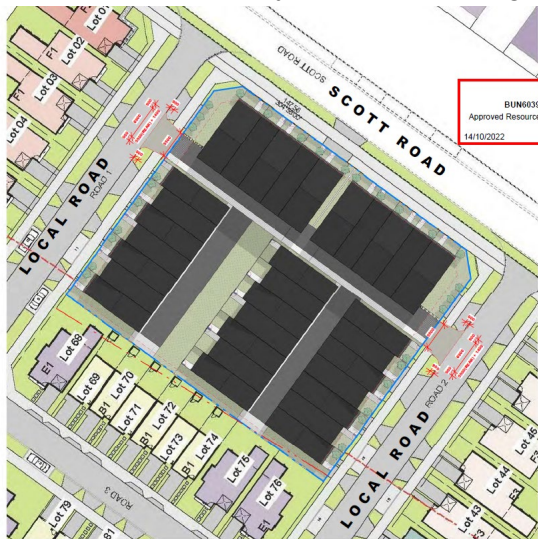 Lot 01
Lot 02
F1
Lot 03
F1
Lot 04
SCOTT ROAD
SCOTT ROAD
BUN6039
Approved Resource
14/10/2022
LOCAL ROAD
ROAD 1
Lot 68
E1
Lot 69
Lot 70
B1
Lot 71
Lot 72
B1
Lot 73
Lot 74
B1
Lot 75
Lot 76
E1
LOCAL ROAD
ROAD 2
ROAD 3
Lot 79
81
Lot 45
Lot 44
E3
Lot 43
E3